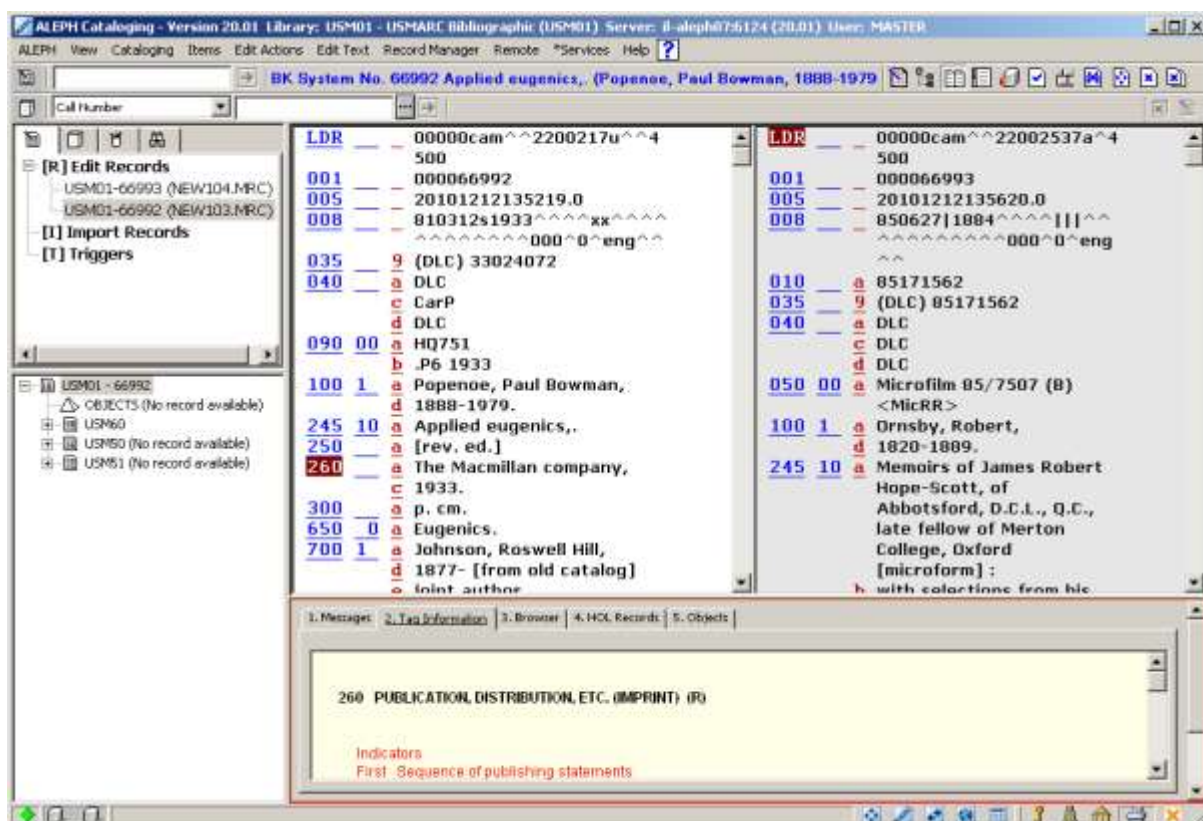 ALEPH Cataloging - Version 20.01 Library: USM01 - USMARC Bibliographic (USM01) Server: il-aleph07:6124 (20.01) User: MASTER
ALEPH View Cataloging Items Edit Actions Edit Text Record Manager Remote *Services Help ?
BK System No. 66992 Applied eugenics,. (Popenoe, Paul Bowman, 1888-1979
Call Number
[R] Edit Records
USM01-66993 (NEW104.MRC)
USM01-66992 (NEW103.MRC)
[I] Import Records
[T] Triggers
USM01 - 66992
OBJECTS (No record available)
USM60
USM50 (No record available)
USM51 (No record available)
LDR 00000cam^^2200217u^^4
500
001 000066992
005 20101212135219.0
008 810312s1933^^^^xx^^^^
^^^^^^^^000^0^eng^^
035 9 (DLC) 33024072
040 a DLC
c CarP
d DLC
090 00 a HQ751
b .P6 1933
100 1 a Popenoe, Paul Bowman,
d 1888-1979.
245 10 a Applied eugenics,.
250 a [rev. ed.]
260 a The Macmillan company,
c 1933.
300 a p. cm.
650 0 a Eugenics.
700 1 a Johnson, Roswell Hill,
d 1877- [from old catalog]
e joint author
LDR 00000cam^^22002537a^4
500
001 000066993
005 20101212135620.0
008 850627|1884^^^^|||^^
^^^^^^^^^000^0^eng
^^
010 a 85171562
035 9 (DLC) 85171562
040 a DLC
c DLC
d DLC
050 00 a Microfilm 85/7507 (B)
<MicRR>
100 1 a Ornsby, Robert,
d 1820-1889.
245 10 a Memoirs of James Robert
Hope-Scott, of
Abbotsford, D.C.L., Q.C.,
late fellow of Merton
College, Oxford
[microform] :
b with selections from his
1. Messages 2. Tag Information 3. Browser 4. HOL Records 5. Objects
260 PUBLICATION, DISTRIBUTION, ETC. (IMPRINT) (R)
Indicators
First Sequence of publishing statements